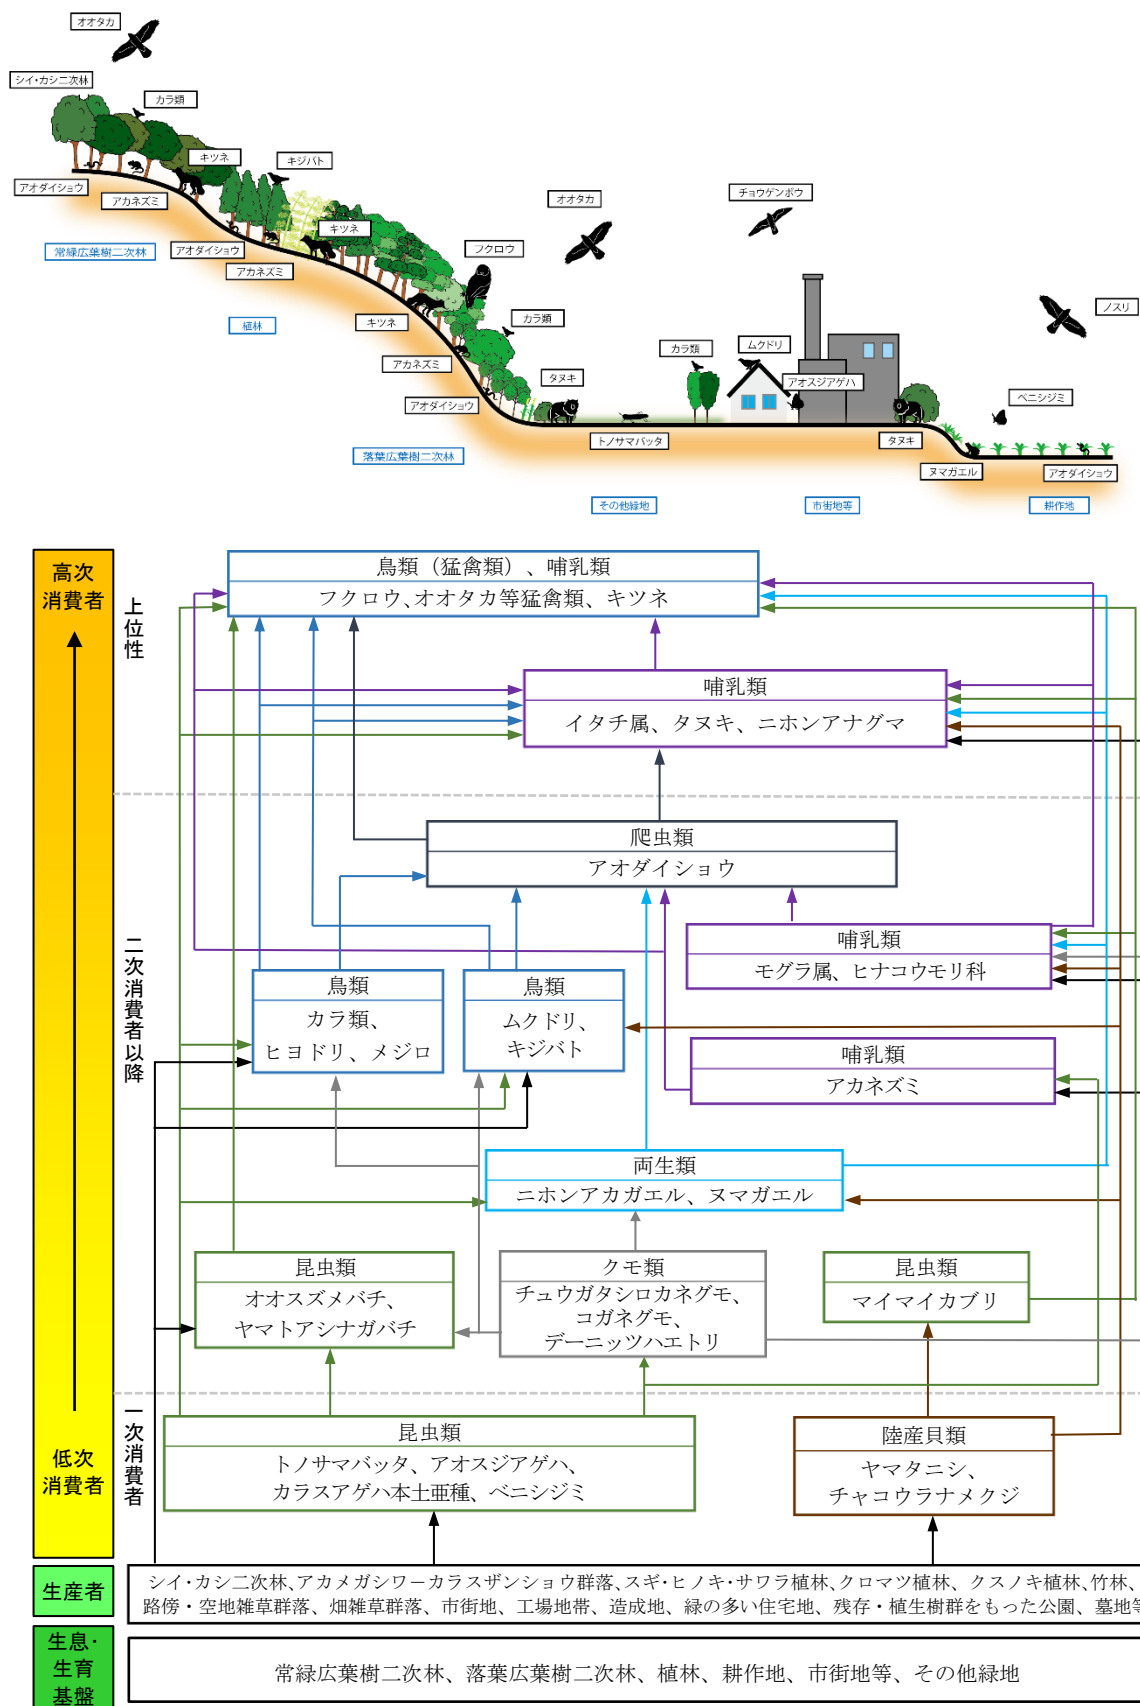 オオタカ
シイ・カシ二次林
カラ類
キツネ
キジバト
アオダイショウ
アカネズミ
常緑広葉樹二次林
アオダイショウ
アカネズミ
キツネ
植林
オオタカ
フクロウ
キツネ
カラ類
アカネズミ
アオダイショウ
タヌキ
落葉広葉樹二次林
チョウゲンボウ
カラ類
ムクドリ
アオスジアゲハ
トノサマバッタ
タヌキ
その他緑地
市街地等
ノスリ
ベニシジミ
ヌマガエル
アオダイショウ
耕作地
高次
消費者
上位性
鳥類（猛禽類）、哺乳類
フクロウ、オオタカ等猛禽類、キツネ
哺乳類
イタチ属、タヌキ、ニホンアナグマ
二次消費者以降
爬虫類
アオダイショウ
哺乳類
モグラ属、ヒナコウモリ科
鳥類
カラ類、
ヒヨドリ、メジロ
鳥類
ムクドリ、
キジバト
哺乳類
アカネズミ
両生類
ニホンアカガエル、ヌマガエル
昆虫類
オオスズメバチ、
ヤマトアシナガバチ
クモ類
チュウガタシロカネグモ、
コガネグモ、
デーニッツハエトリ
昆虫類
マイマイカブリ
低次
消費者
一次消費者
昆虫類
トノサマバッタ、アオスジアゲハ、
カラスアゲハ本土亜種、ベニシジミ
陸産貝類
ヤマタニシ、
チャコウラナメクジ
生産者
シイ・カシ二次林、アカメガシワ－カラスザンショウ群落、スギ・ヒノキ・サワラ植林、クロマツ植林、クスノキ植林、竹林、
路傍・空地雑草群落、畑雑草群落、市街地、工場地帯、造成地、緑の多い住宅地、残存・植生樹群をもった公園、墓地等
生息・
生育
基盤
常緑広葉樹二次林、落葉広葉樹二次林、植林、耕作地、市街地等、その他緑地